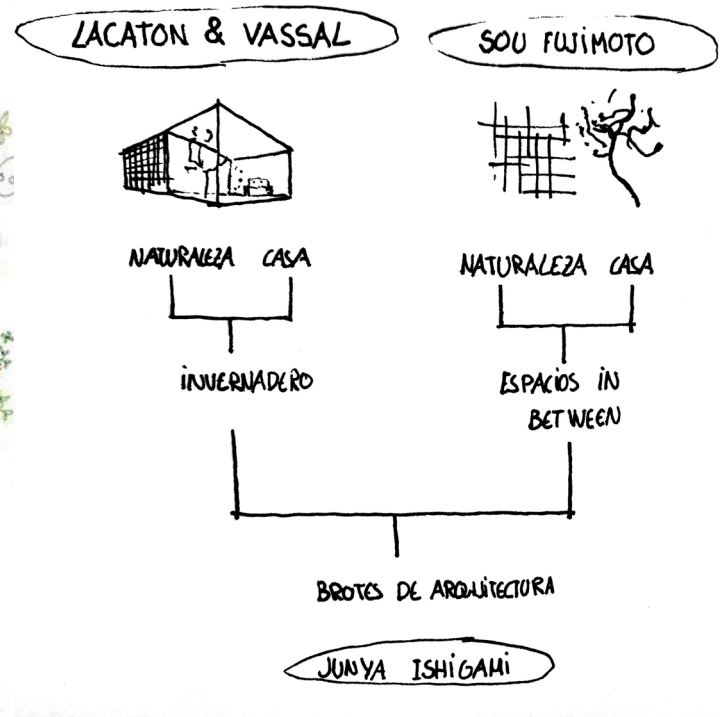 LACATON & VASSAL
SOU FUJIMOTO
NATURALEZA CASA
NATURALEZA CASA
INVERNADERO
ESPACIOS IN
BETWEEN
BROTES DE ARQUITECTURA
JUNYA ISHIGAMI